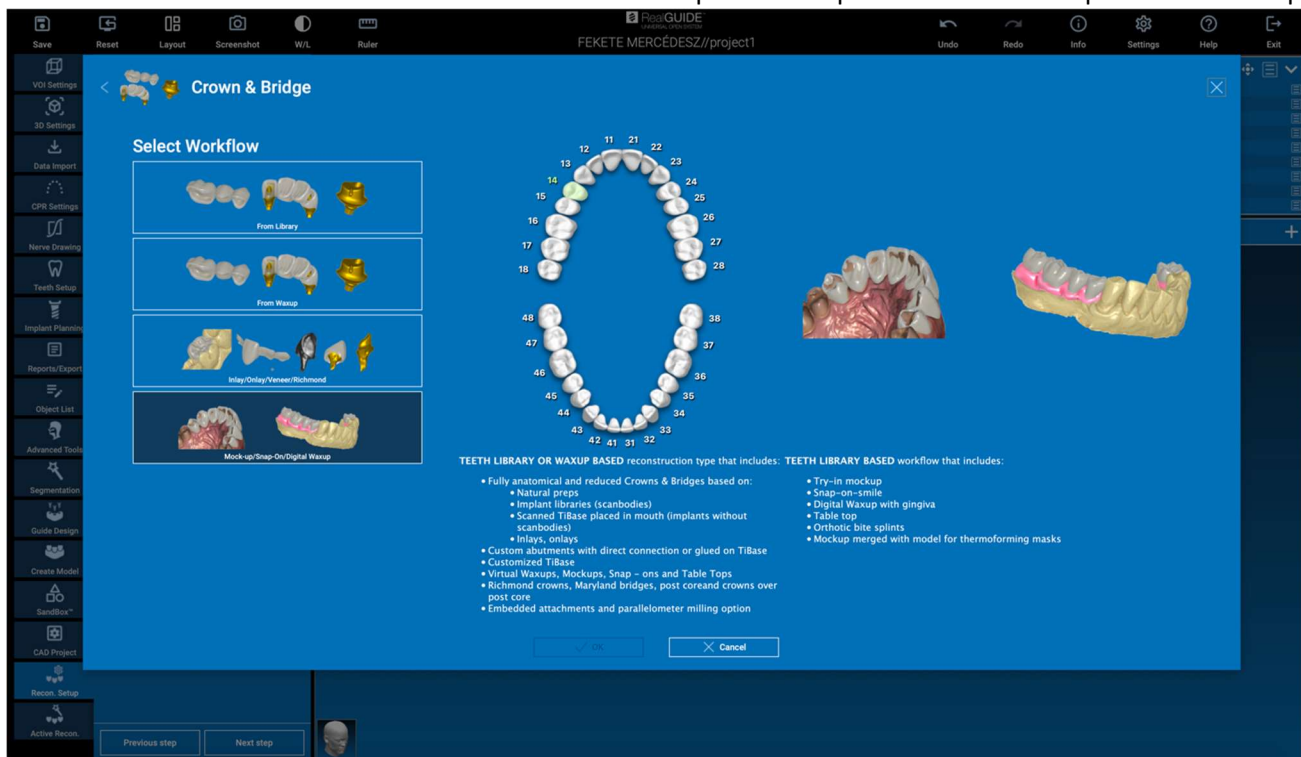 RealGUIDE
UNIVERSAL OPEN SYSTEM
FEKETE MERCÉDESZ//project1
Save
Reset
Layout
Screenshot
W/L
Ruler
Undo
Redo
Info
Settings
Help
Exit
VOI Settings
3D Settings
Data Import
CPR Settings
Nerve Drawing
Teeth Setup
Implant Planning
Reports/Export
Object List
Advanced Tools
Segmentation
Guide Design
Create Model
SandBox™
CAD Project
Recon. Setup
Active Recon.
Crown & Bridge
Select Workflow
From Library
From Waxup
Inlay/Onlay/Veneer/Richmond
Mock-up/Snap-On/Digital Waxup
11 21
12 22
13 23
14 24
15 25
16 26
17 27
18 28
48 38
47 37
46 36
45 35
44 34
43 33
42 41 31 32
TEETH LIBRARY OR WAXUP BASED reconstruction type that includes:
• Fully anatomical and reduced Crowns & Bridges based on:
• Natural preps
• Implant libraries (scanbodies)
• Scanned TiBase placed in mouth (implants without
scanbodies)
• Inlays, onlays
• Custom abutments with direct connection or glued on TiBase
• Customized TiBase
• Virtual Waxups, Mockups, Snap - ons and Table Tops
• Richmond crowns, Maryland bridges, post coreand crowns over
post core
• Embedded attachments and parallelometer milling option
TEETH LIBRARY BASED workflow that includes:
• Try-in mockup
• Snap-on-smile
• Digital Waxup with gingiva
• Table top
• Orthotic bite splints
• Mockup merged with model for thermoforming masks
OK
Cancel
Previous step
Next step